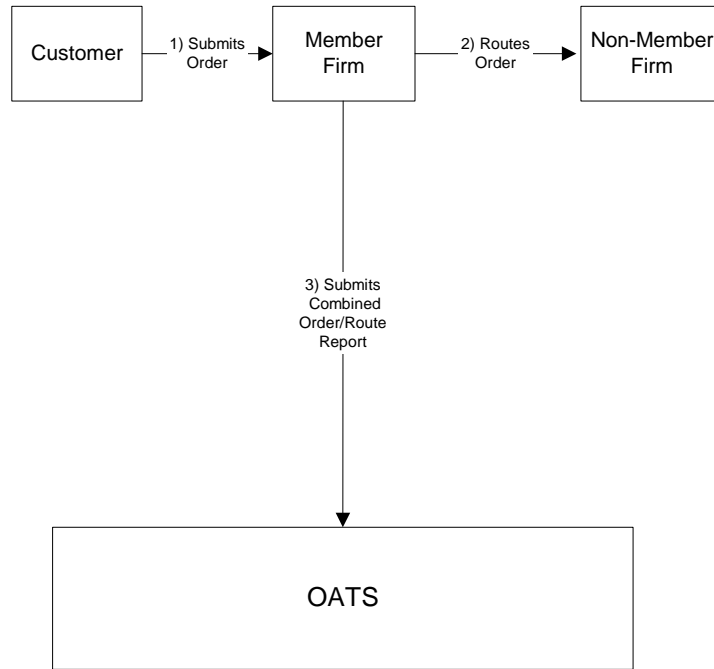 Customer
1) Submits
Order
Member
Firm
2) Routes
Order
Non-Member
Firm
3) Submits
Combined
Order/Route
Report
OATS